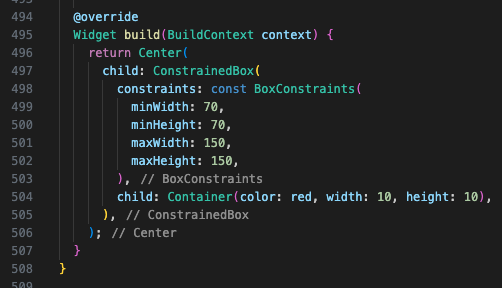 494 @override
495 Widget build(BuildContext context) {
496 return Center(
497 child: ConstrainedBox(
498 constraints: const BoxConstraints(
499 minWidth: 70,
500 minHeight: 70,
501 maxWidth: 150,
502 maxHeight: 150,
503 ), // BoxConstraints
504 child: Container(color: red, width: 10, height: 10),
505 ), // ConstrainedBox
506 ); // Center
507 }
508 }